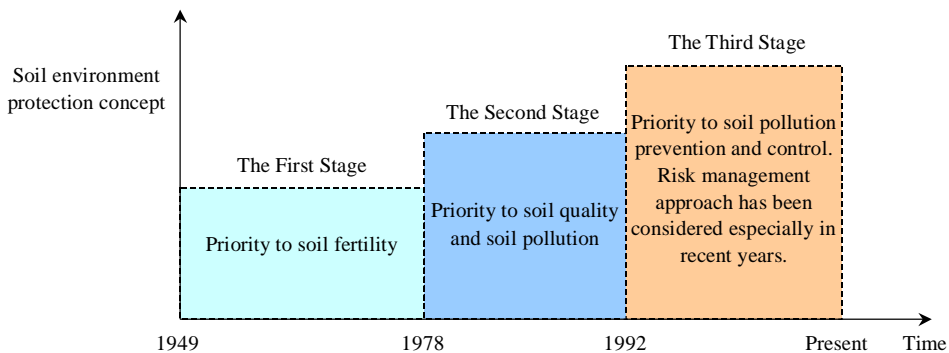 The Third Stage
Soil environment
protection concept
The Second Stage
Priority to soil pollution
prevention and control.
Risk management
approach has been
considered especially in
recent years.
The First Stage
Priority to soil quality
and soil pollution
Priority to soil fertility
1949
1978
1992
Present
Time